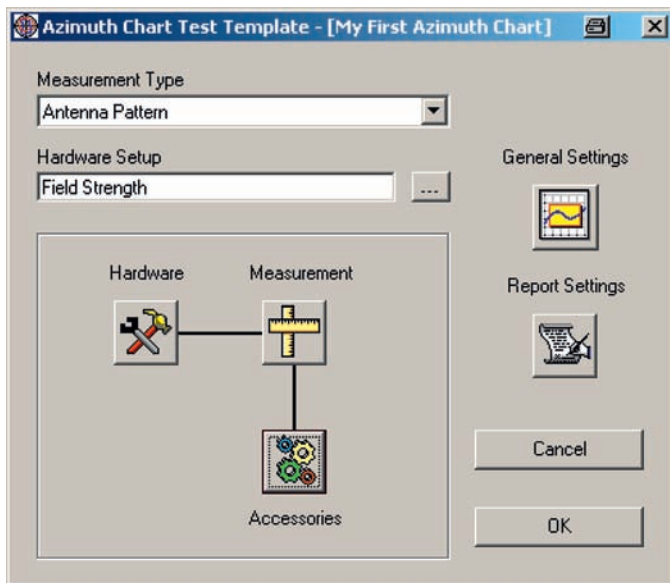 Azimuth Chart Test Template - [My First Azimuth Chart]
Measurement Type
Antenna Pattern
Hardware Setup
Field Strength
...
General Settings
Hardware
Measurement
Report Settings
Accessories
Cancel
OK